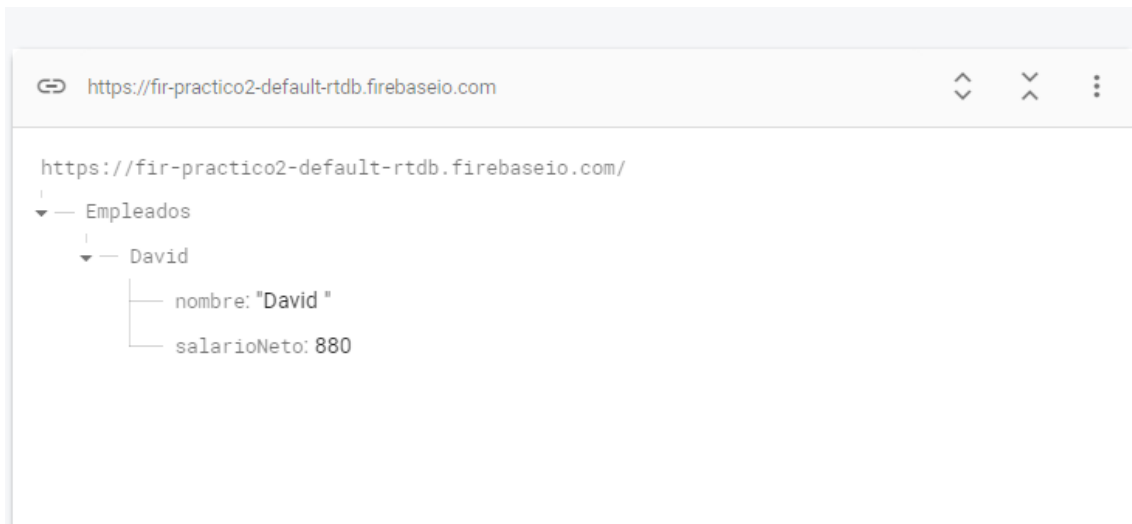 https://fir-practico2-default-rtdb.firebaseio.com
https://fir-practico2-default-rtdb.firebaseio.com/
Empleados
David
nombre: "David "
salarioNeto: 880